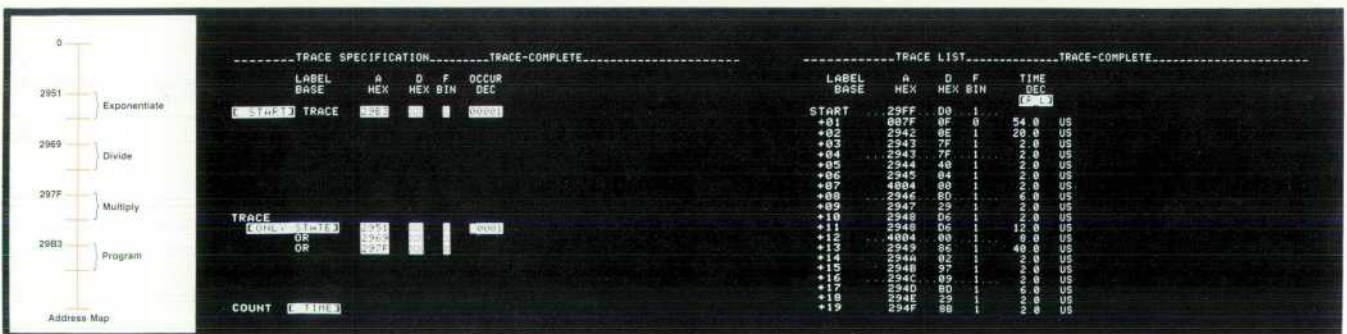 0
2951
Exponentiate
2969
Divide
297F
Multiply
29B3
Program
Address Map
TRACE SPECIFICATION TRACE-COMPLETE
LABEL A D F OCCUR
BASE HEX HEX BIN DEC
[ START] TRACE 29B3 00001
TRACE
[ONLY STATE] 2951 0001
OR 2969
OR 297F
COUNT [ TIME]
TRACE LIST TRACE-COMPLETE
LABEL A D F TIME
BASE HEX HEX BIN DEC
[R L]
START ...29FF ..D0...1...
+01 007F 0F 0 54.0 US
+02 2942 0E 1 20.0 US
+03 2943 7F 1 2.0 US
+04 ...2943 ..7F...1... 2.0 US
+05 2944 40 1 2.0 US
+06 2945 84 1 2.0 US
+07 4004 00 1 2.0 US
+08 ...2946 ..BD...1... 6.0 US
+09 2947 29 1 2.0 US
+10 2948 D6 1 2.0 US
+11 2948 D6 1 12.0 US
+12 ...4004 ..00...1... 8.0 US
+13 2949 86 1 40.0 US
+14 294A 02 1 2.0 US
+15 294B 97 1 2.0 US
+16 ...294C ..09...1... 2.0 US
+17 294D BD 1 6.0 US
+18 294E 29 1 2.0 US
+19 294F 8B 1 2.0 US